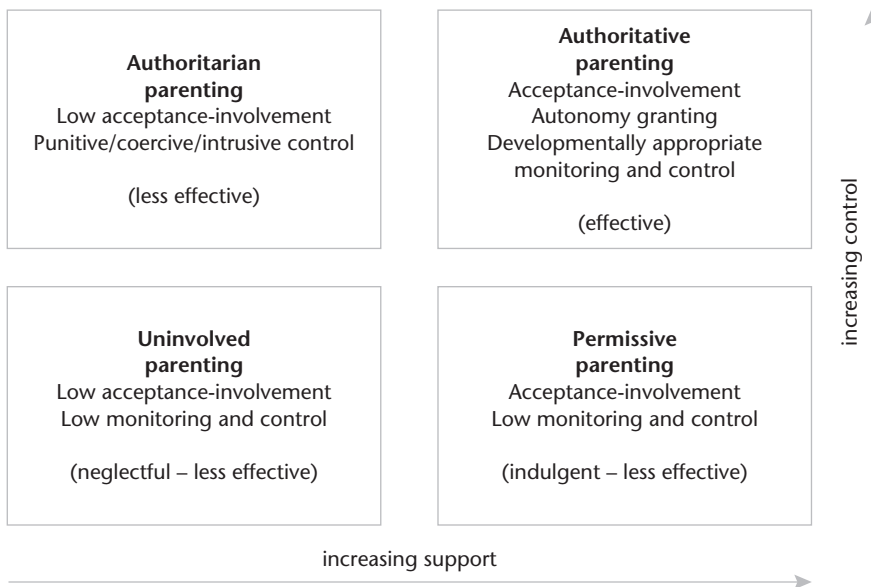 Authoritarian
parenting
Low acceptance-involvement
Punitive/coercive/intrusive control
(less effective)
Authoritative
parenting
Acceptance-involvement
Autonomy granting
Developmentally appropriate
monitoring and control
(effective)
Uninvolved
parenting
Low acceptance-involvement
Low monitoring and control
(neglectful – less effective)
Permissive
parenting
Acceptance-involvement
Low monitoring and control
(indulgent – less effective)
increasing control
increasing support